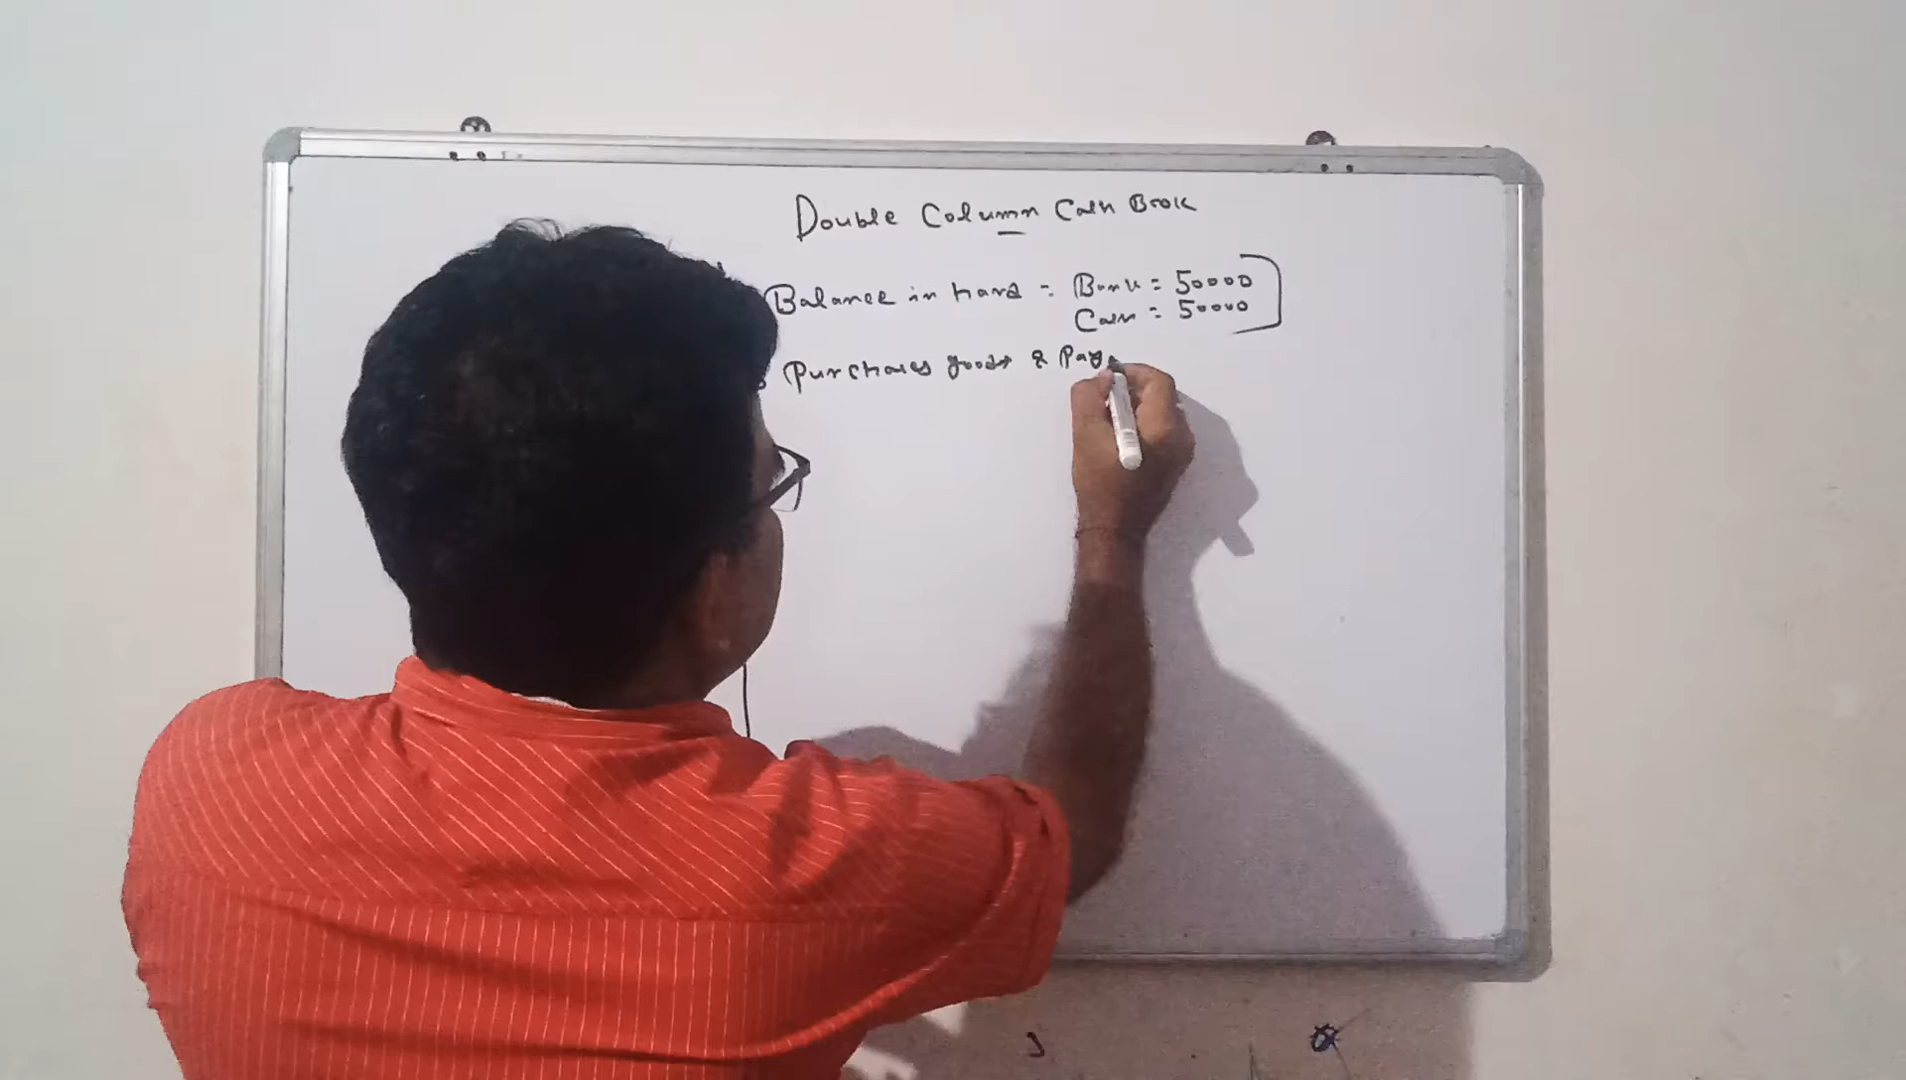 Double Column Cash Book
Balance in hand = Bank = 50000
Cash = 50000
Purchases goods & Pay